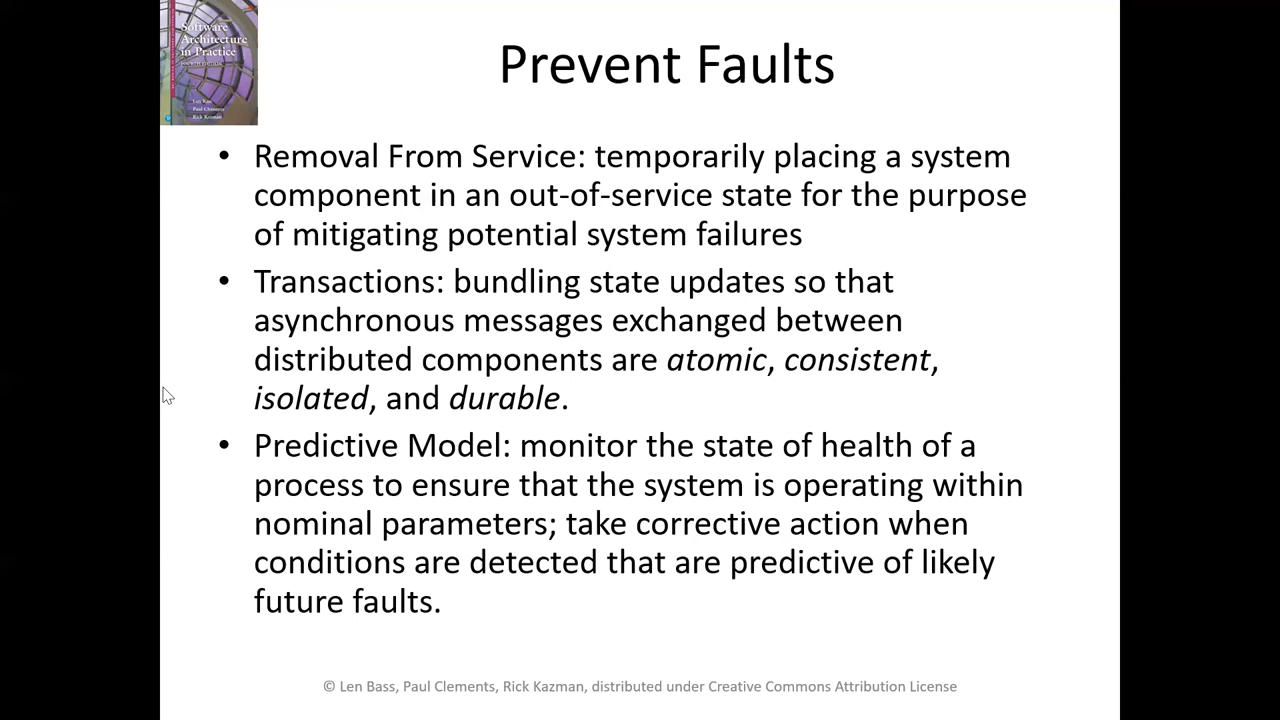 Software
Architecture
in Practice
Prevent Faults
• Removal From Service: temporarily placing a system
component in an out-of-service state for the purpose
of mitigating potential system failures
• Transactions: bundling state updates so that
asynchronous messages exchanged between
distributed components are atomic, consistent,
isolated, and durable.
• Predictive Model: monitor the state of health of a
process to ensure that the system is operating within
nominal parameters; take corrective action when
conditions are detected that are predictive of likely
future faults.
© Len Bass, Paul Clements, Rick Kazman, distributed under Creative Commons Attribution License